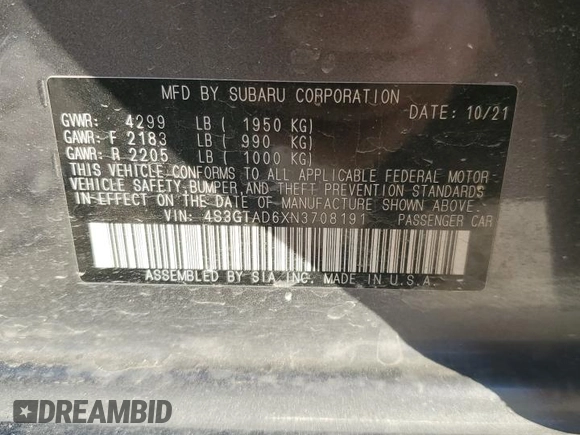 MFD BY SUBARU CORPORATION
DATE: 10/21
GVWR: 4299 LB ( 1950 KG)
GAWR: F 2183 LB ( 990 KG)
GAWR: R 2205 LB ( 1000 KG)
THIS VEHICLE CONFORMS TO ALL APPLICABLE FEDERAL MOTOR
VEHICLE SAFETY, BUMPER, AND THEFT PREVENTION STANDARDS
IN EFFECT ON THE DATE OF MANUFACTURE SHOWN ABOVE.
VIN: 4S3GTAD6XN3708191 PASSENGER CAR
ASSEMBLED BY SIA, INC. MADE IN U.S.A.
DREAMBID